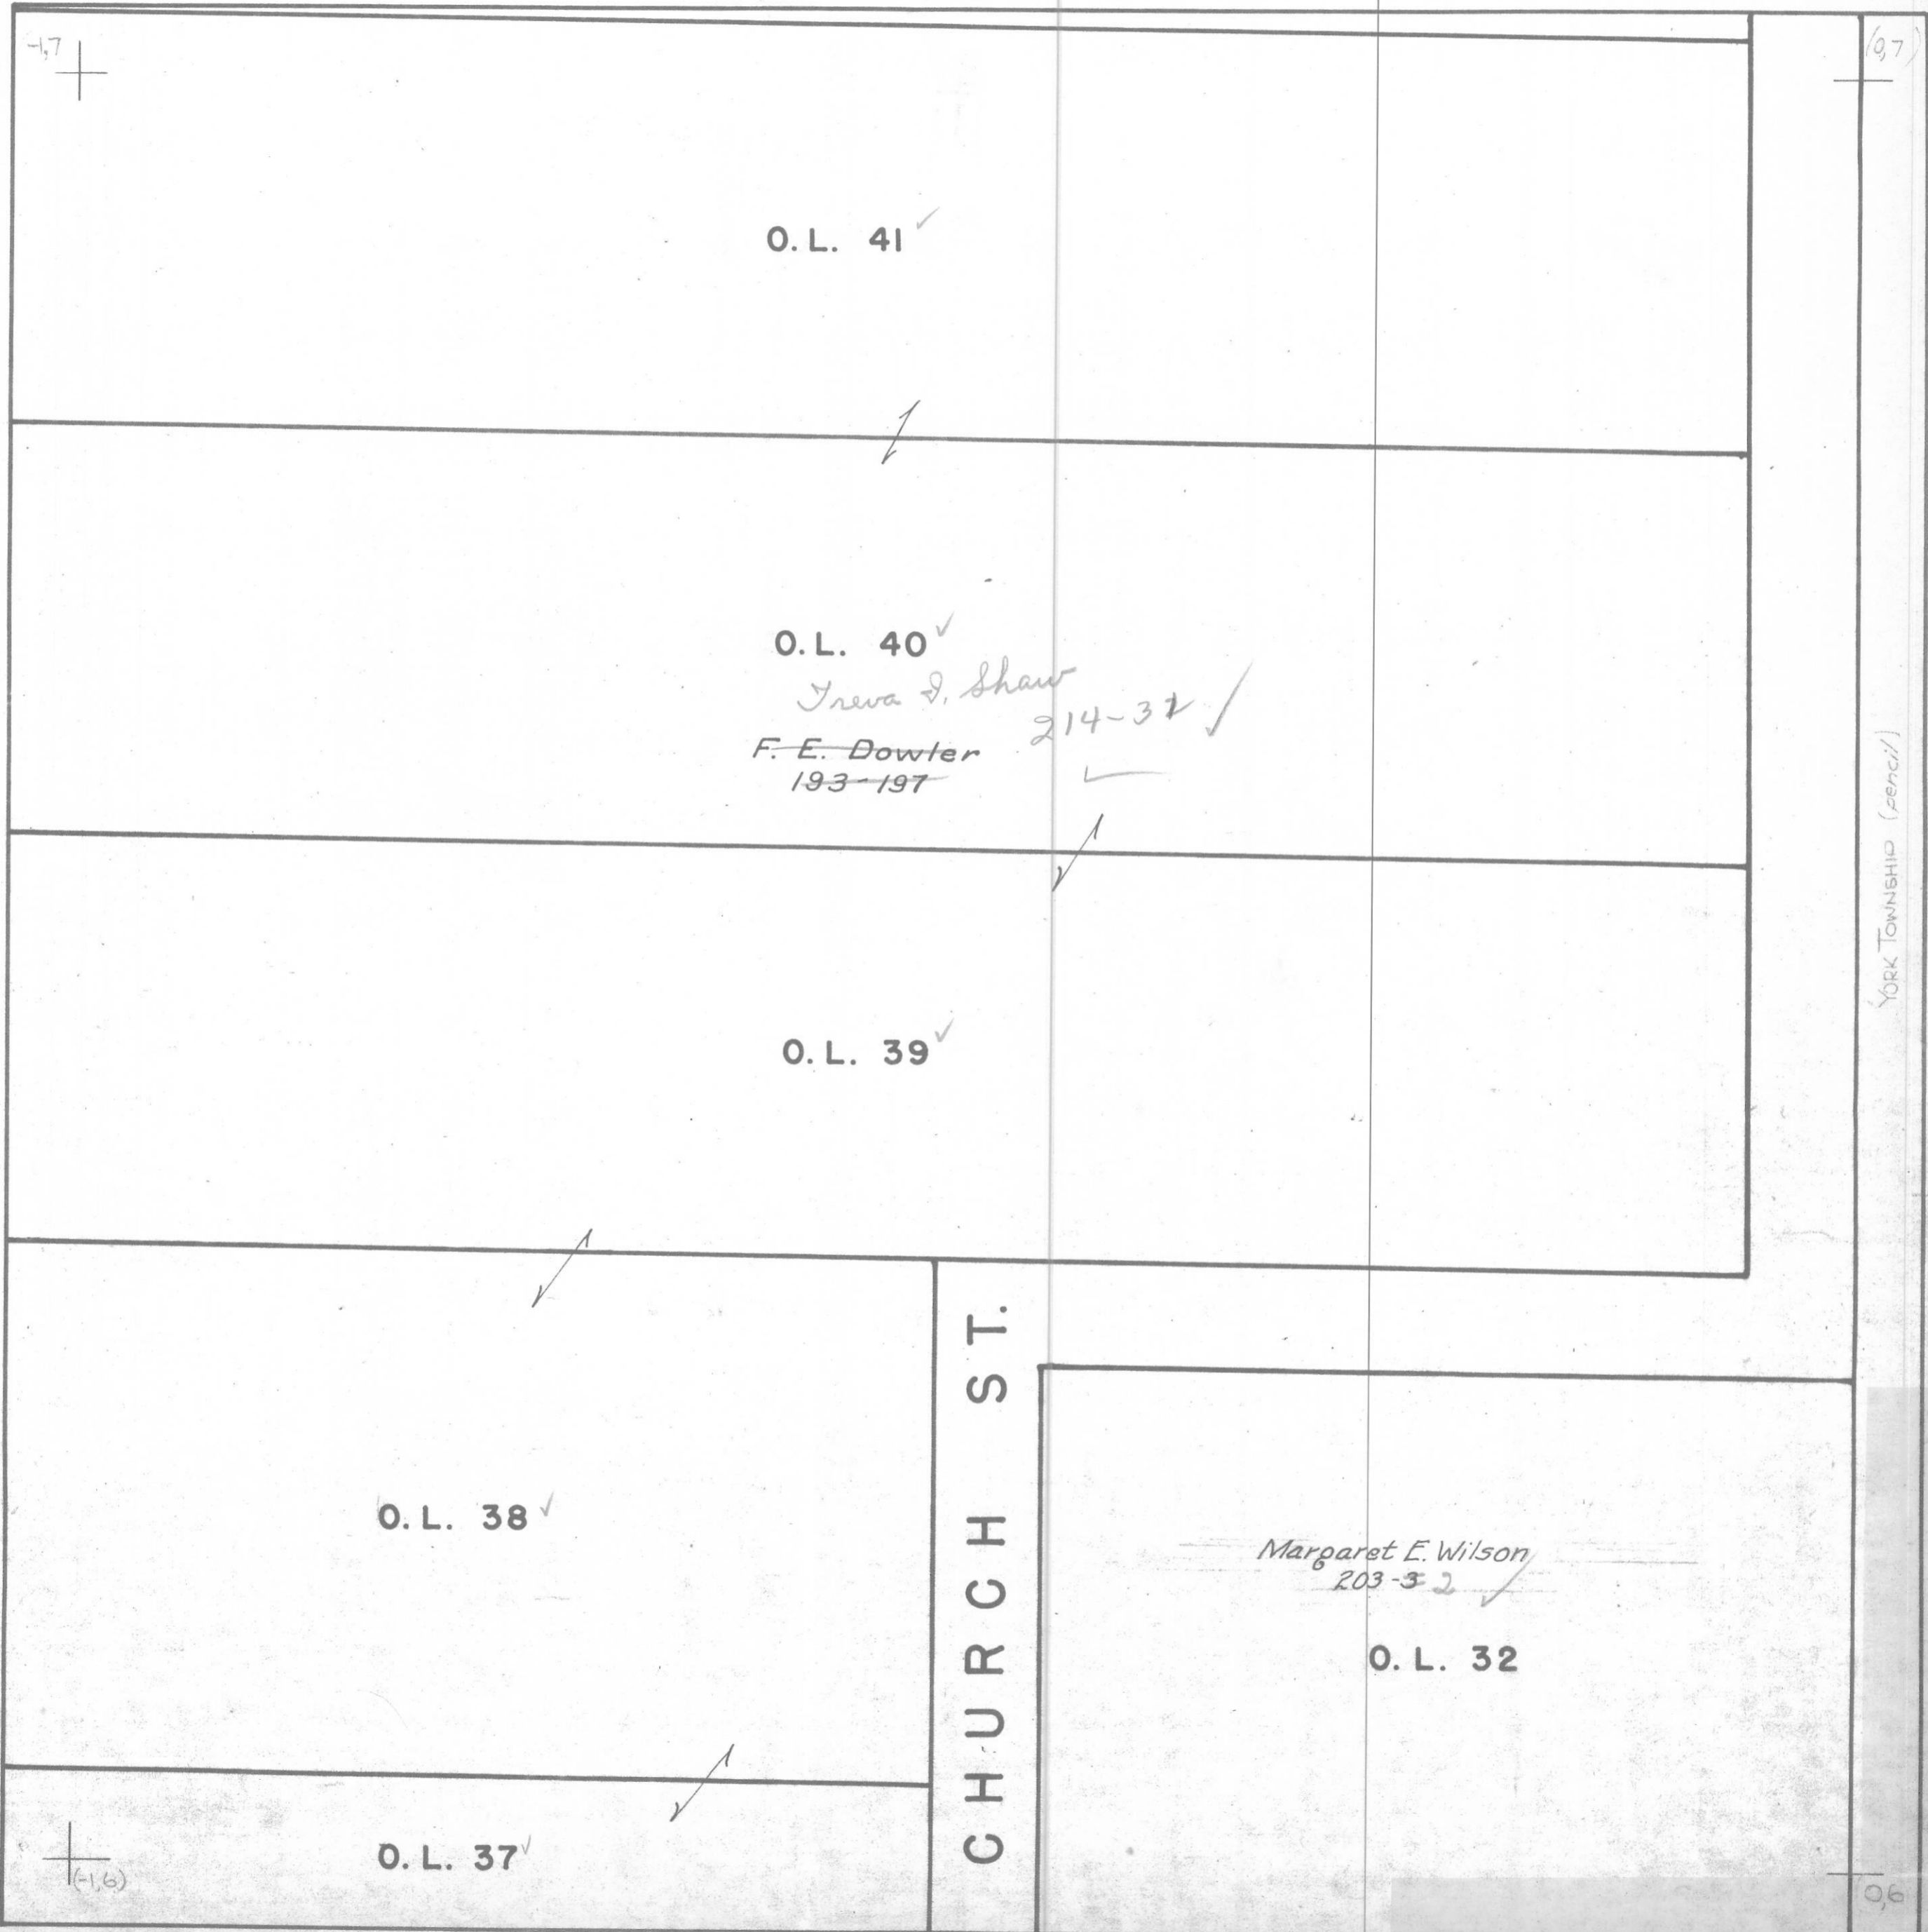 -1,7
(0,7)
O.L. 41
O.L. 40
Treva I. Shaw
214-32
F. E. Dowler
193-197
YORK TOWNSHIP (pencil)
O.L. 39
CHURCH ST.
O.L. 38
Margaret E. Wilson
203-3 2
O.L. 32
O.L. 37
(-1,6)
0,6